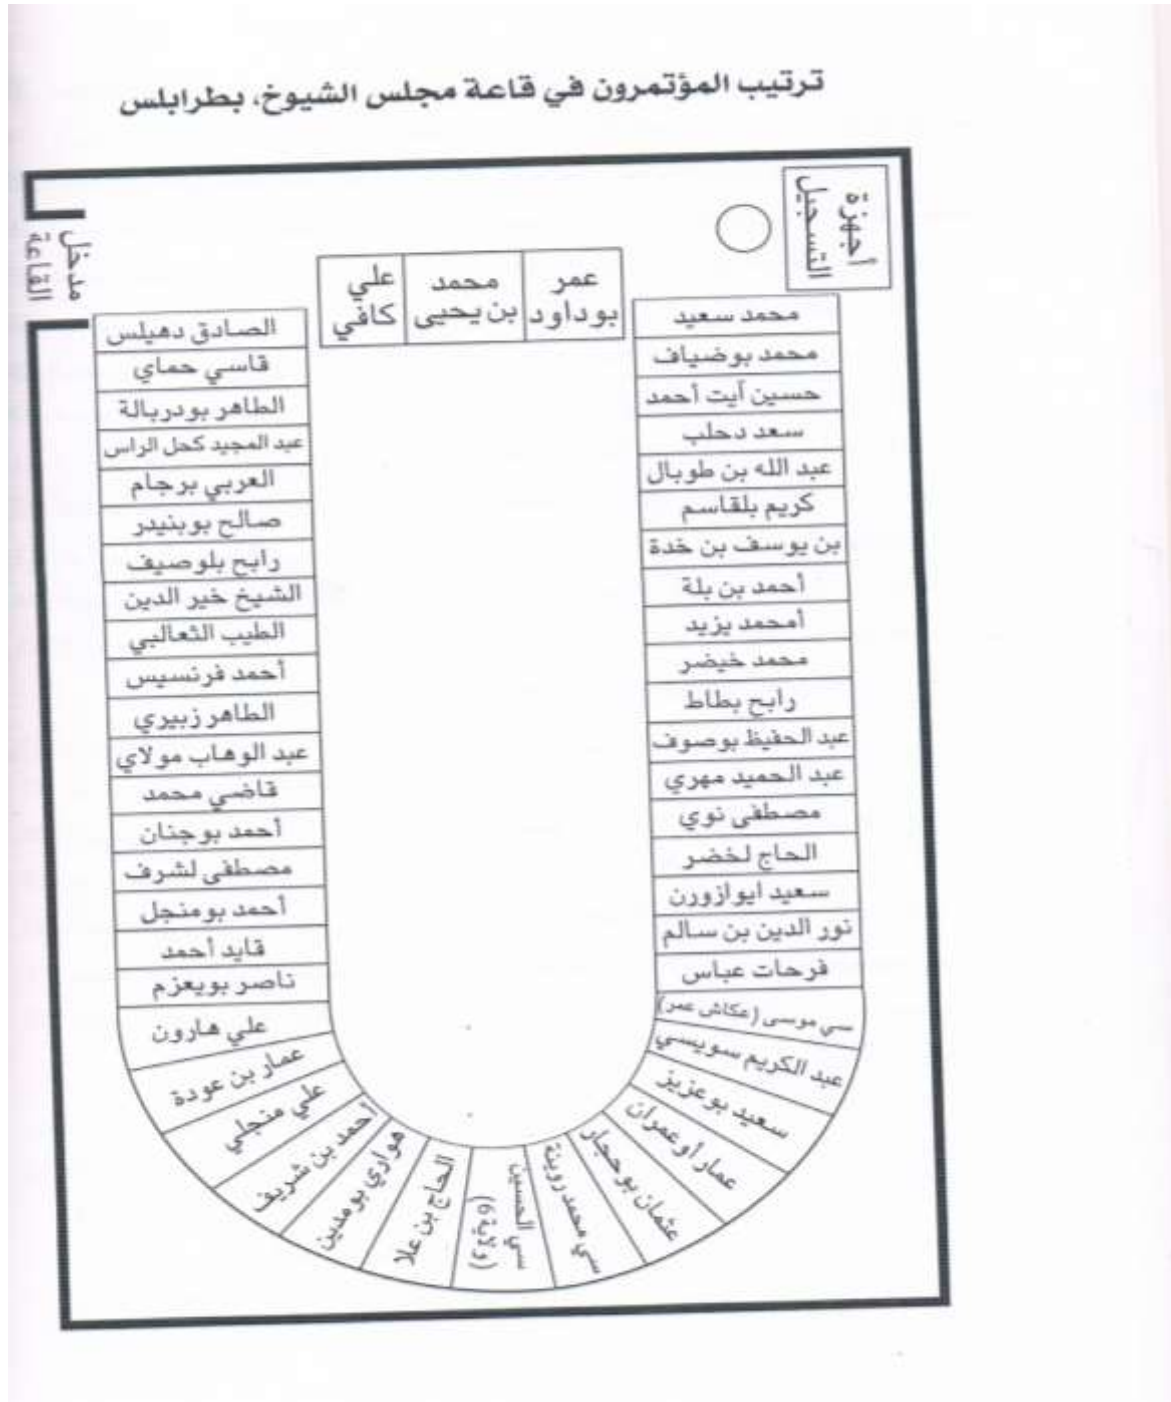 ترتيب المؤتمرون في قاعة مجلس الشيوخ، بطرابلس
أجهزة
التسجيل
مدخل
القاعة
عمر
بوداود
محمد
بن يحيى
علي
كافي
محمد سعيد
محمد بوضياف
حسين آيت أحمد
سعد دحلب
عبد الله بن طوبال
كريم بلقاسم
بن يوسف بن خدة
أحمد بن بلة
أمحمد يزيد
محمد خيضر
رابح بطاط
عبد الحفيظ بوصوف
عبد الحميد مهري
مصطفى نوي
الحاج لخضر
سعيد ايوازورن
نور الدين بن سالم
فرحات عباس
سي موسى (عكاش عمر)
عبد الكريم سويسي
سعيد بوعزيز
عمار أوعمران
عثمان بوحجار
سي محمد روينة
سي الحسين
(ولاية 6)
الحاج بن علا
هواري بومدين
أحمد بن شريف
علي منجلي
عمار بن عودة
علي هارون
ناصر بويعزم
قايد أحمد
أحمد بومنجل
مصطفى لشرف
أحمد بوجنان
قاضي محمد
عبد الوهاب مولاي
الطاهر زبيري
أحمد فرنسيس
الطيب الثعالبي
الشيخ خير الدين
رابح بلوصيف
صالح بوبنيدر
العربي برجام
عبد المجيد كحل الراس
الطاهر بودربالة
قاسي حماي
الصادق دهيلس